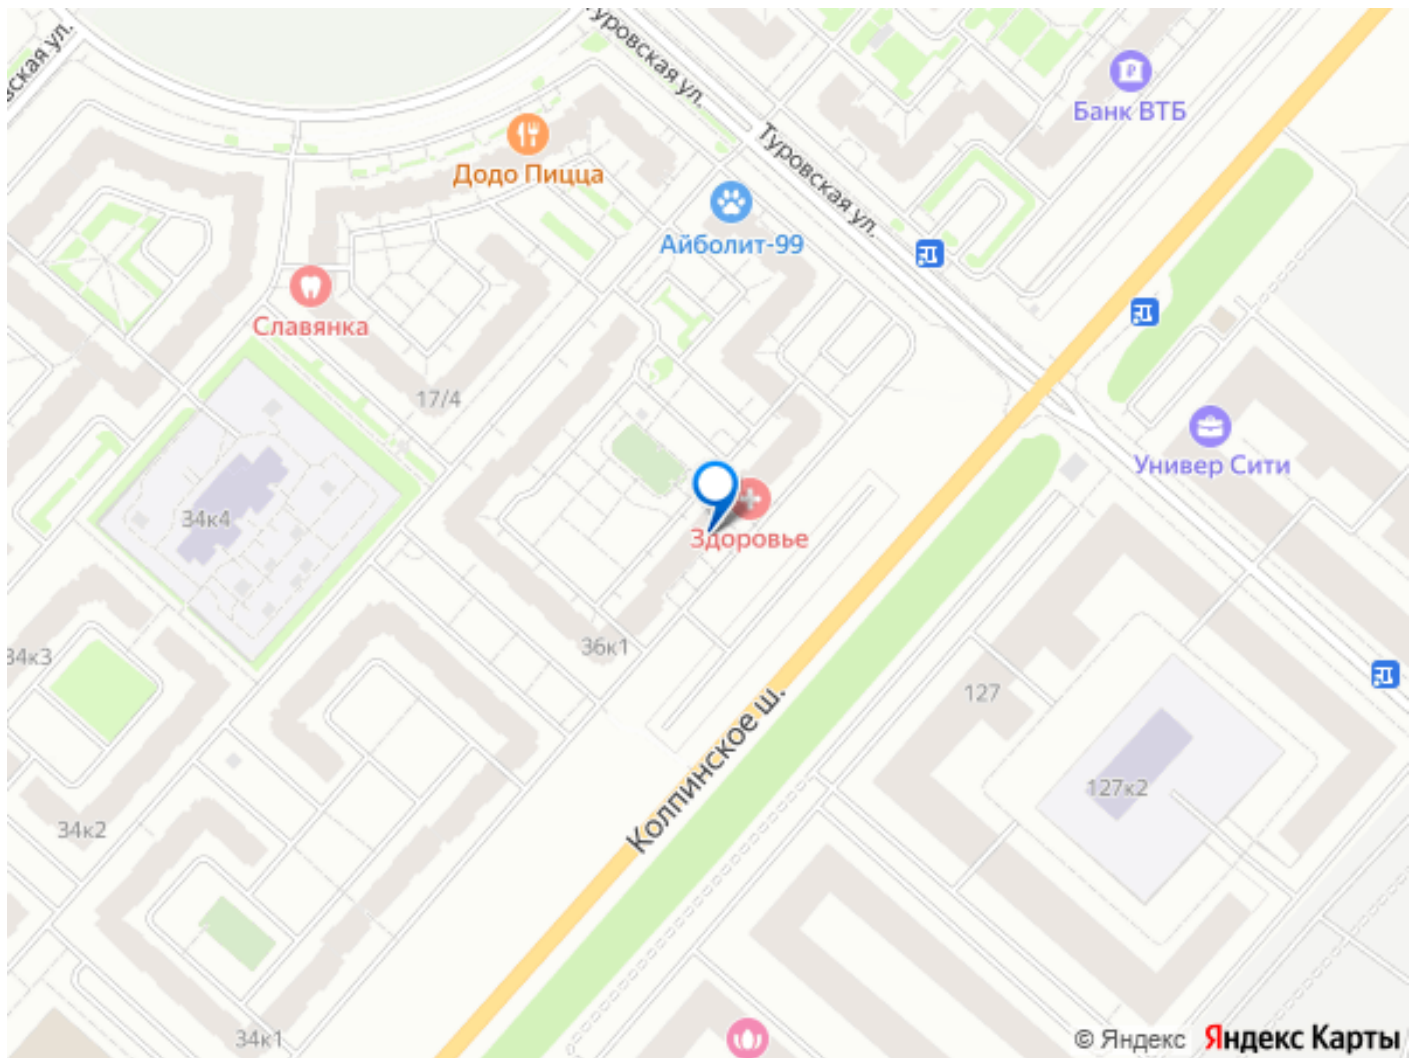 вская ул.
Туровская ул.
Банк ВТБ
Додо Пицца
Туровская ул.
Айболит-99
Славянка
17/4
Универ Сити
34к4
Здоровье
36к1
34к3
127
Колпинское ш.
127к2
34к2
34к1
© Яндекс Яндекс Карты